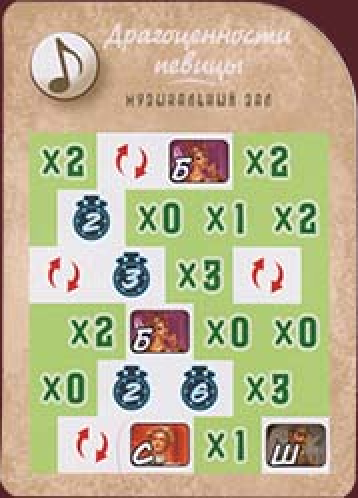 Драгоценности
певицы
МУЗЫКАЛЬНЫЙ ЗАЛ
X2 Б X2
2 X0 X1 X2
3 X3
X2 Б X0 X0
X0 2 6 X3
С X1 Ш